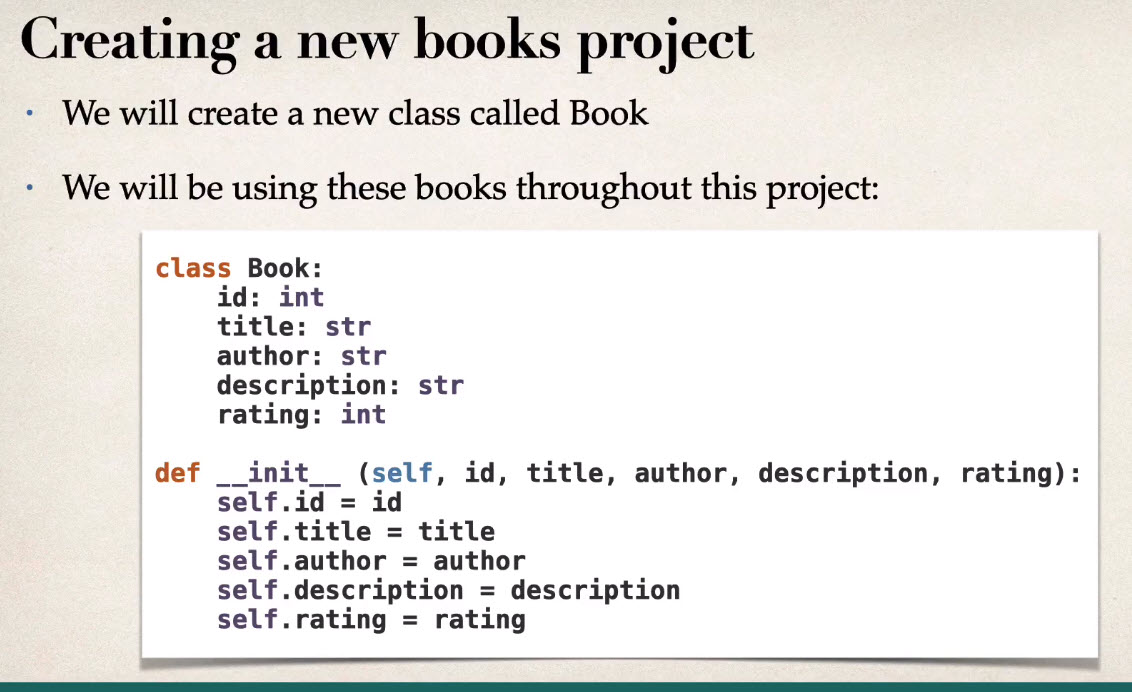 Creating a new books project
• We will create a new class called Book
• We will be using these books throughout this project:
class Book:
    id: int
    title: str
    author: str
    description: str
    rating: int
def __init__ (self, id, title, author, description, rating):
    self.id = id
    self.title = title
    self.author = author
    self.description = description
    self.rating = rating